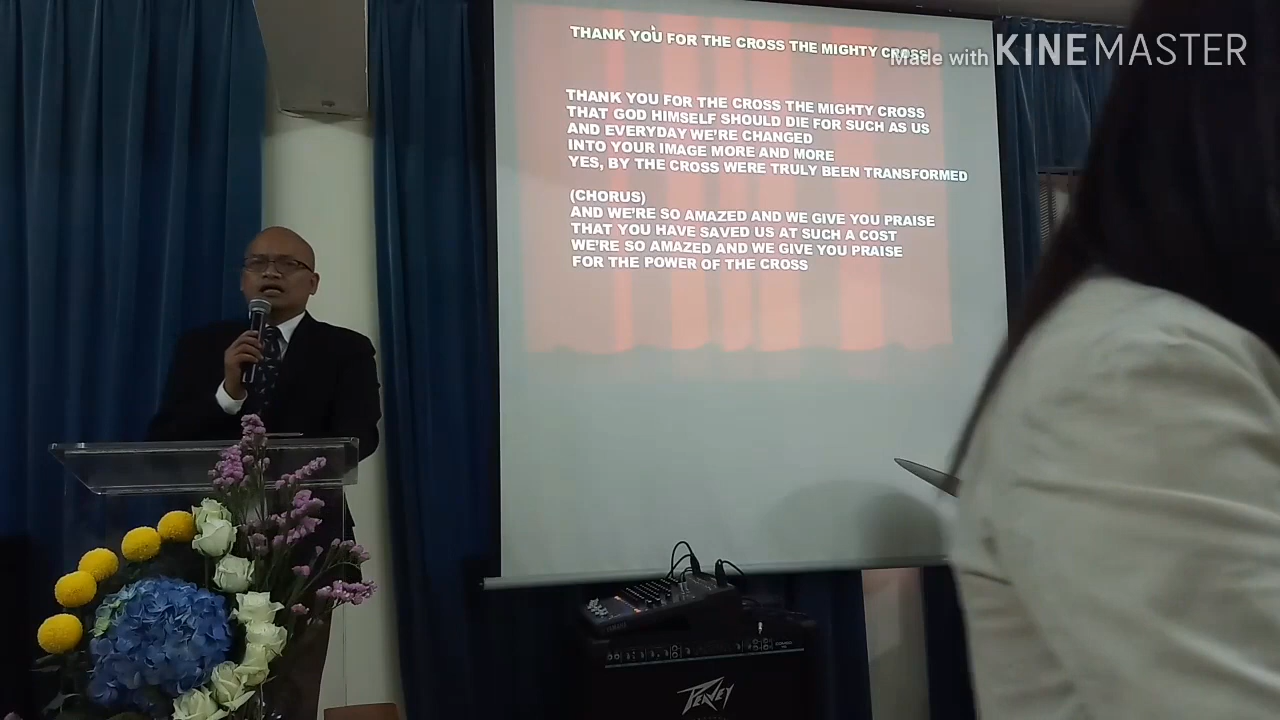 THANK YOU FOR THE CROSS THE MIGHTY CROSS
Made with KINEMASTER
THANK YOU FOR THE CROSS THE MIGHTY CROSS
THAT GOD HIMSELF SHOULD DIE FOR SUCH AS US
AND EVERYDAY WE'RE CHANGED
INTO YOUR IMAGE MORE AND MORE
YES, BY THE CROSS WERE TRULY BEEN TRANSFORMED
(CHORUS)
AND WE'RE SO AMAZED AND WE GIVE YOU PRAISE
THAT YOU HAVE SAVED US AT SUCH A COST
WE'RE SO AMAZED AND WE GIVE YOU PRAISE
FOR THE POWER OF THE CROSS
PEAVEY